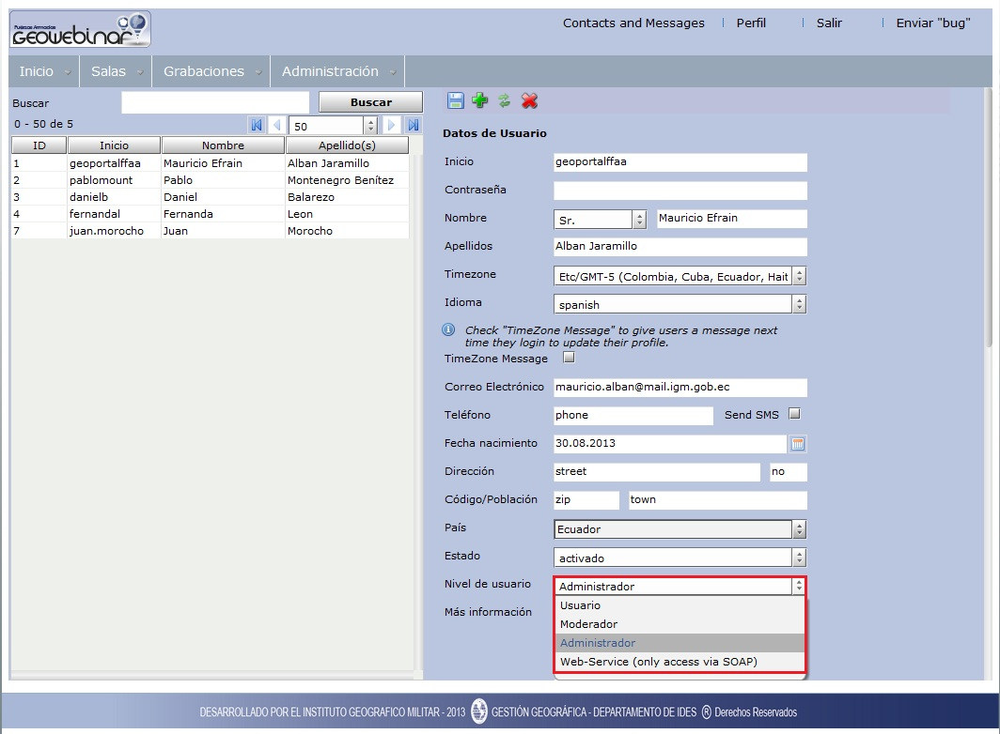 Fuerzas Armadas
GEOWEBINAR
Contacts and Messages | Perfil | Salir | Enviar "bug"
Inicio Salas Grabaciones Administración
Buscar Buscar
0 - 50 de 5 50
ID Inicio Nombre Apellido(s)
1 geoportalffaa Mauricio Efrain Alban Jaramillo
2 pablomount Pablo Montenegro Benítez
3 danielb Daniel Balarezo
4 fernandal Fernanda Leon
7 juan.morocho Juan Morocho
Datos de Usuario
Inicio geoportalffaa
Contraseña
Nombre Sr. Mauricio Efrain
Apellidos Alban Jaramillo
Timezone Etc/GMT-5 (Colombia, Cuba, Ecuador, Hait
Idioma spanish
Check "TimeZone Message" to give users a message next
time they login to update their profile.
TimeZone Message
Correo Electrónico mauricio.alban@mail.igm.gob.ec
Teléfono phone Send SMS
Fecha nacimiento 30.08.2013
Dirección street no
Código/Población zip town
País Ecuador
Estado activado
Nivel de usuario Administrador
Usuario
Más información
Moderador
Administrador
Web-Service (only access via SOAP)
DESARROLLADO POR EL INSTITUTO GEOGRAFICO MILITAR - 2013 GESTIÓN GEOGRÁFICA - DEPARTAMENTO DE IDES ® Derechos Reservados